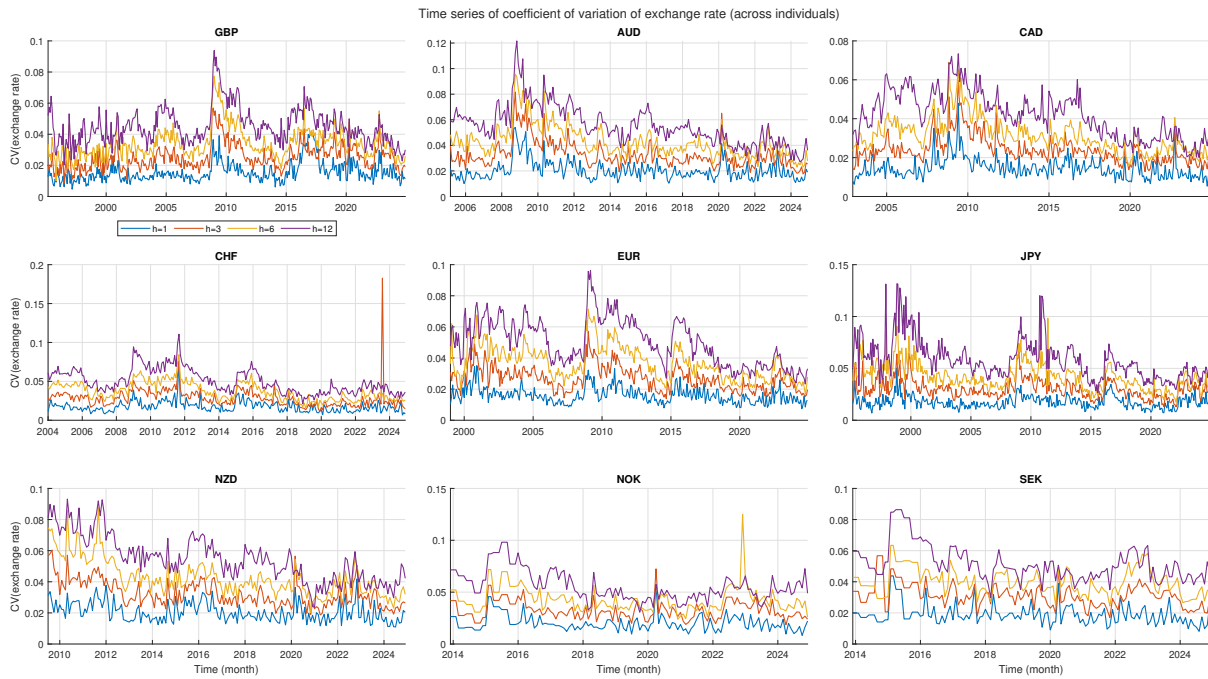 Time series of coefficient of variation of exchange rate (across individuals)
GBP
CV(exchange rate)
0.1
0.08
0.06
0.04
0.02
0
2000 2005 2010 2015 2020
h=1 h=3 h=6 h=12
AUD
0.12
0.1
0.08
0.06
0.04
0.02
0
2006 2008 2010 2012 2014 2016 2018 2020 2022 2024
CAD
0.08
0.06
0.04
0.02
0
2005 2010 2015 2020
CHF
CV(exchange rate)
0.2
0.15
0.1
0.05
0
2004 2006 2008 2010 2012 2014 2016 2018 2020 2022 2024
EUR
0.1
0.08
0.06
0.04
0.02
0
2000 2005 2010 2015 2020
JPY
0.15
0.1
0.05
0
2000 2005 2010 2015 2020
NZD
CV(exchange rate)
0.1
0.08
0.06
0.04
0.02
0
2010 2012 2014 2016 2018 2020 2022 2024
Time (month)
NOK
0.15
0.1
0.05
0
2014 2016 2018 2020 2022 2024
Time (month)
SEK
0.1
0.08
0.06
0.04
0.02
0
2014 2016 2018 2020 2022 2024
Time (month)